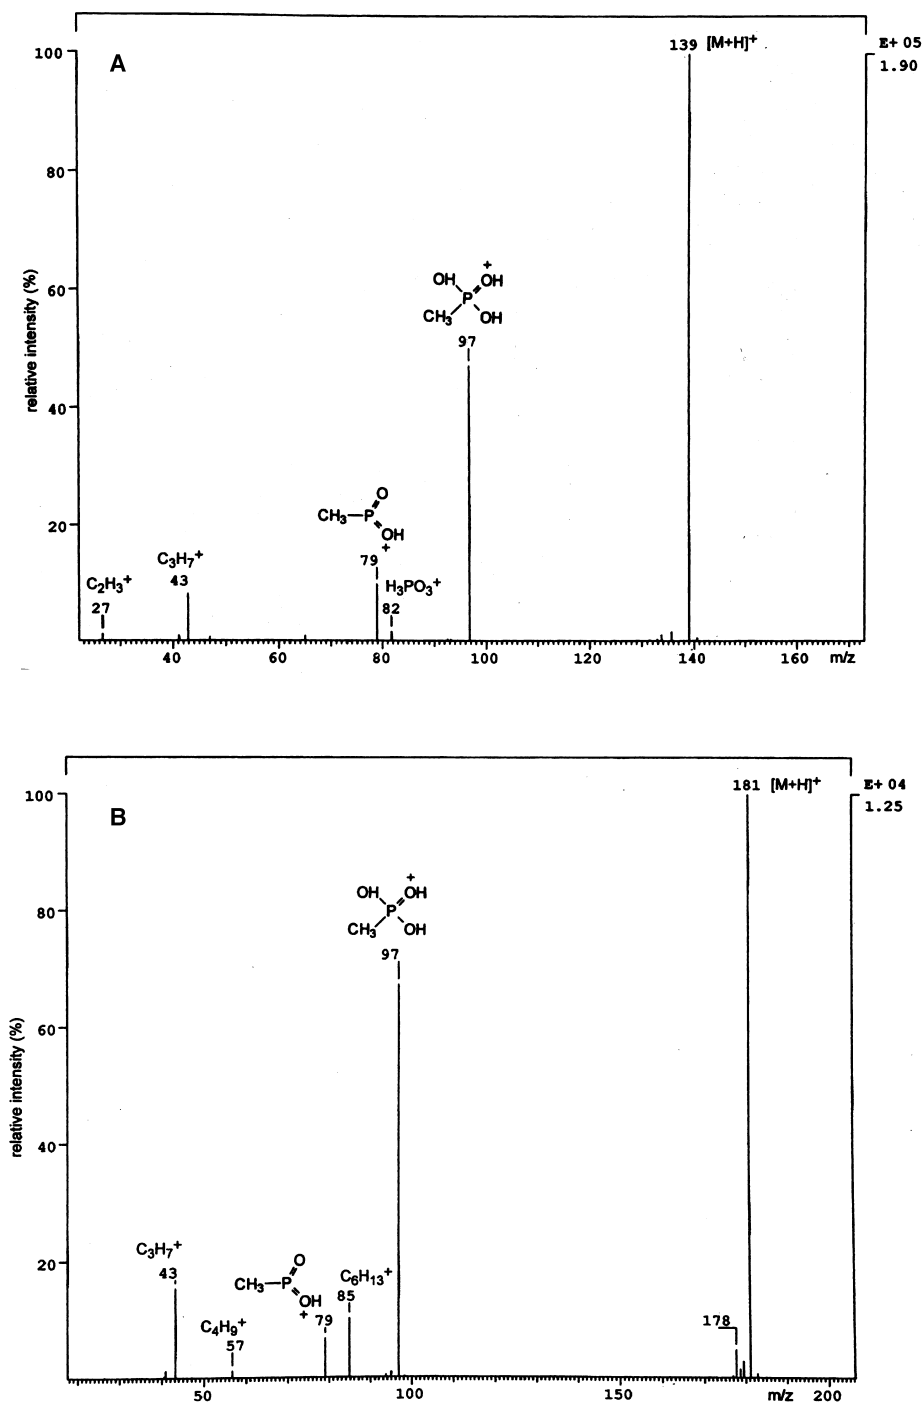 139 [M+H]+
E+ 05
1.90
100
A
80
60
40
20
relative intensity (%)
+
OH OH
P
CH3 OH
97
O
CH3—P
OH
+
79
H3PO3+
82
C3H7+
43
C2H3+
27
40 60 80 100 120 140 160 m/z
181 [M+H]+
E+ 04
1.25
100
B
80
60
40
20
relative intensity (%)
+
OH OH
P
CH3 OH
97
C3H7+
43
O
CH3—P
OH
+
79
C6H13+
85
C4H9+
57
178
50 100 150 m/z 200